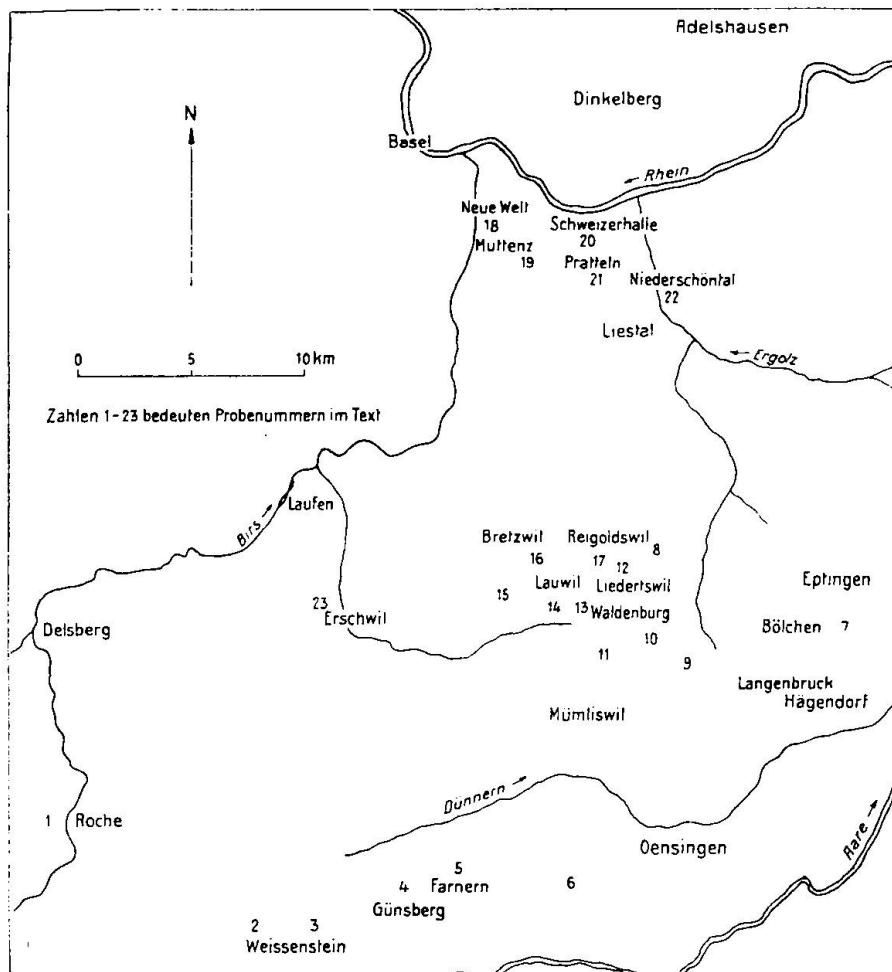 Adelshausen
Dinkelberg
N
Basel
← Rhein
Neue Welt
18
Schweizerhalle
20
Muttenz
19
Pratteln
21
Niederschöntal
22
Liestal
← Ergolz
0 5 10 km
Zahlen 1-23 bedeuten Probenummern im Text
Laufen
Birs →
Bretzwil
16
Reigoldswil
17
8
12
Lauwil
Liedertswil
15
14
13
Waldenburg
10
11
9
Eptingen
Bölchen 7
23
Erschwil
Delsberg
Langenbruck
Hägendorf
Mümliswil
Dünnern →
1 Roche
Oensingen
Aare →
5
4 Farnern
6
Günsberg
2 3
Weissenstein